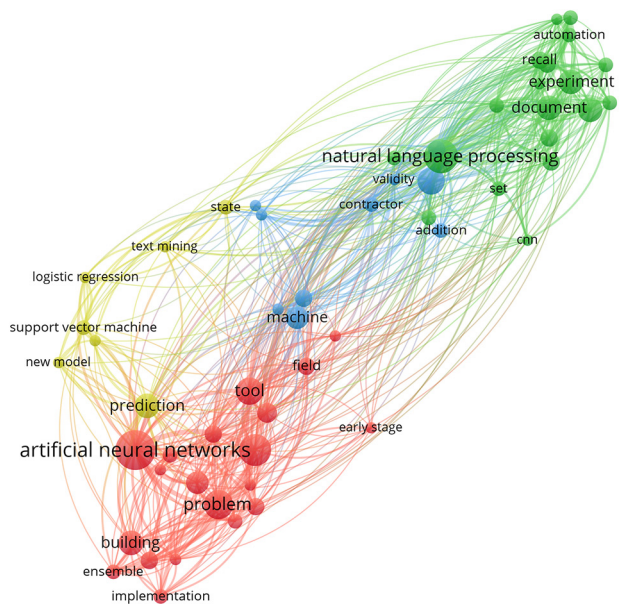 automation
recall
experiment
document
natural language processing
validity
set
contractor
state
addition
cnn
text mining
logistic regression
machine
support vector machine
new model
field
tool
prediction
early stage
artificial neural networks
problem
building
ensemble
implementation